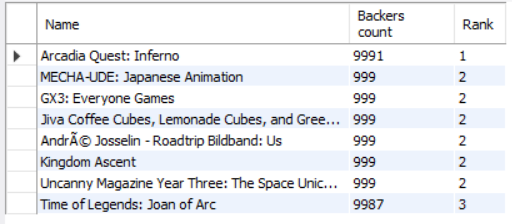 Name Backers count Rank
Arcadia Quest: Inferno 9991 1
MECHA-UDE: Japanese Animation 999 2
GX3: Everyone Games 999 2
Jiva Coffee Cubes, Lemonade Cubes, and Gree... 999 2
AndrÃ© Josselin - Roadtrip Bildband: Us 999 2
Kingdom Ascent 999 2
Uncanny Magazine Year Three: The Space Unic... 999 2
Time of Legends: Joan of Arc 9987 3